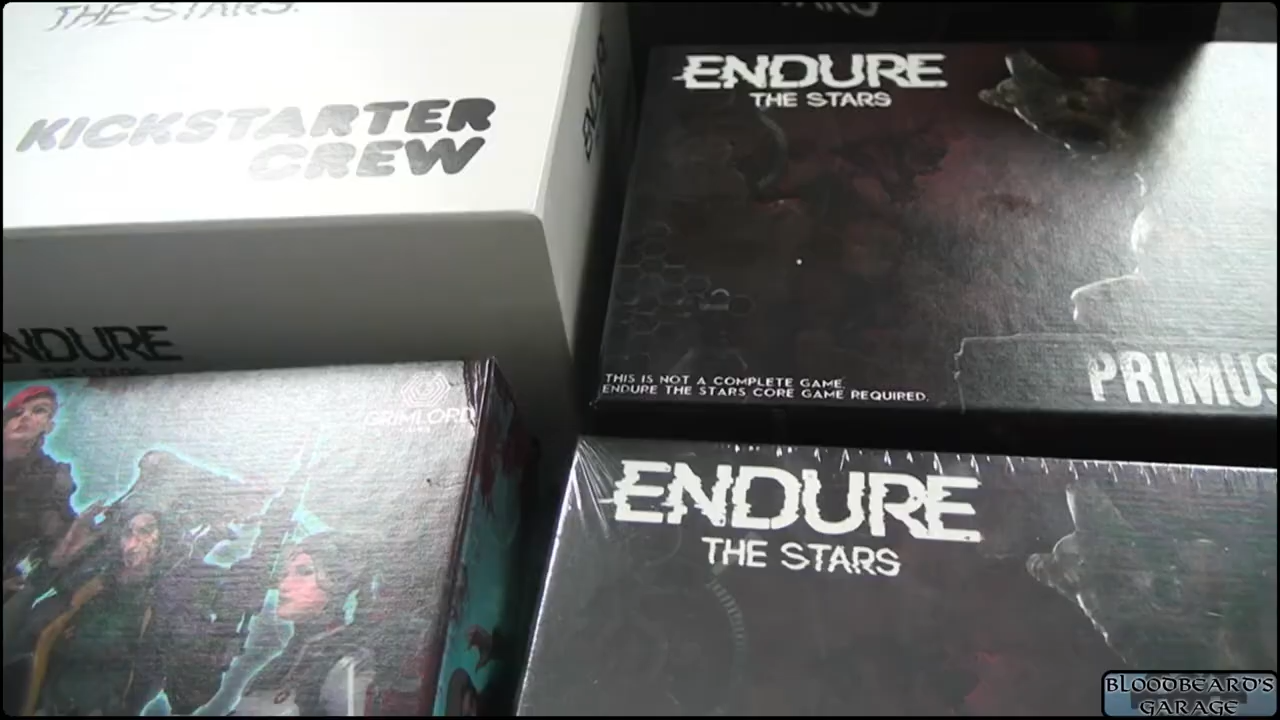 THE STARS.
KICKSTARTER
CREW
ENDURE
ENDURE
THE STARS
GRIMLORD
ENDURE
THE STARS
THIS IS NOT A COMPLETE GAME.
ENDURE THE STARS CORE GAME REQUIRED.
PRIMUS
ENDURE
THE STARS
BLOODBEARD'S
GARAGE